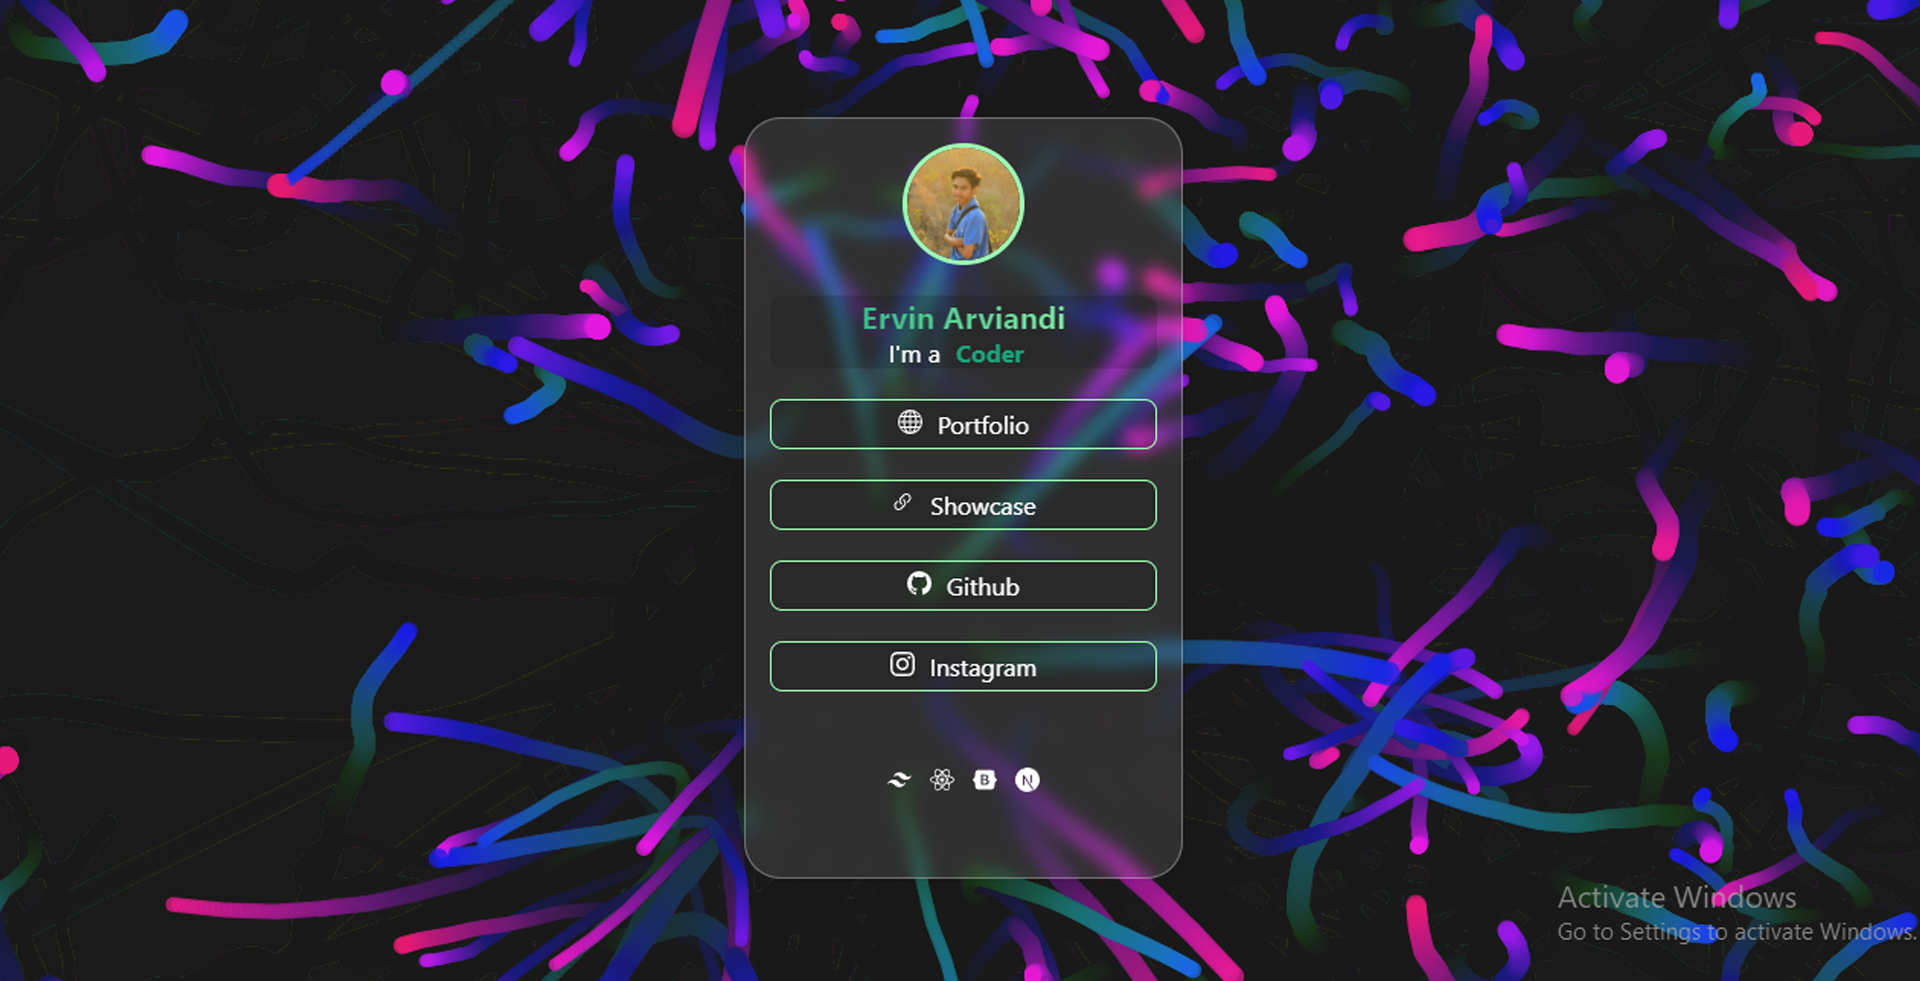 Ervin Arviandi
I'm a Coder
Portfolio
Showcase
Github
Instagram
B N
Activate Windows
Go to Settings to activate Windows.